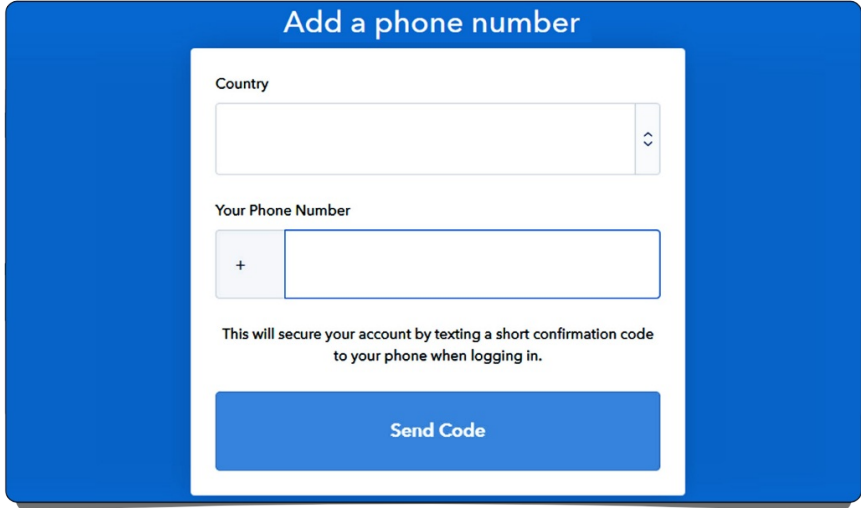 Add a phone number
Country
Your Phone Number
+
This will secure your account by texting a short confirmation code
to your phone when logging in.
Send Code